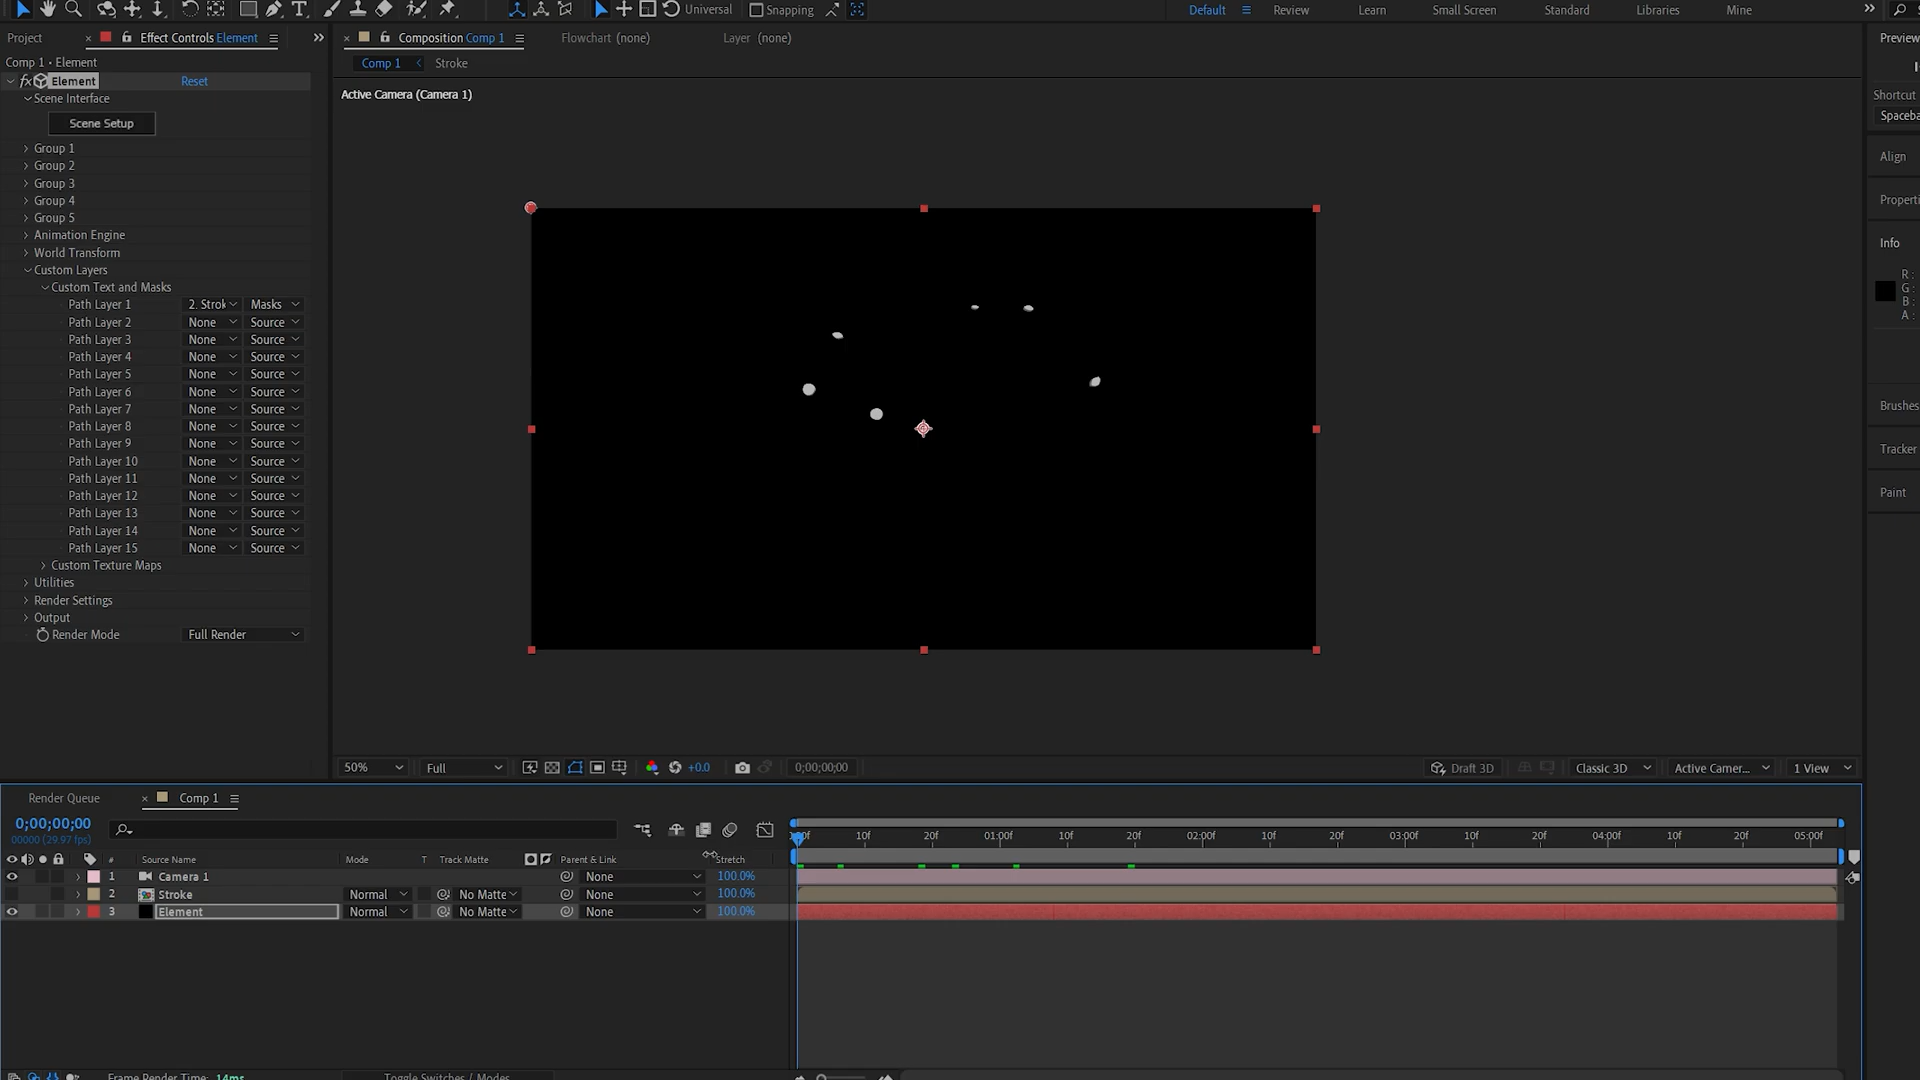 Universal
Snapping
Default
Review
Learn
Small Screen
Standard
Libraries
Mine
Project
Effect Controls Element
Composition Comp 1
Flowchart (none)
Layer (none)
Preview
Comp 1 • Element
Comp 1
Stroke
fx Element
Reset
Active Camera (Camera 1)
Scene Interface
Shortcut
Scene Setup
Spaceba
Group 1
Group 2
Group 3
Group 4
Group 5
Animation Engine
World Transform
Custom Layers
Custom Text and Masks
Path Layer 1 2. Strok Masks
Path Layer 2 None Source
Path Layer 3 None Source
Path Layer 4 None Source
Path Layer 5 None Source
Path Layer 6 None Source
Path Layer 7 None Source
Path Layer 8 None Source
Path Layer 9 None Source
Path Layer 10 None Source
Path Layer 11 None Source
Path Layer 12 None Source
Path Layer 13 None Source
Path Layer 14 None Source
Path Layer 15 None Source
Custom Texture Maps
Utilities
Render Settings
Output
Render Mode Full Render
Align
Properti
Info
R :
G :
B :
A :
Brushes
Tracker
Paint
50%
Full
+0.0
0;00;00;00
Draft 3D
Classic 3D
Active Camer...
1 View
Render Queue
Comp 1
0;00;00;00
00000 (29.97 fps)
10f 20f 01:00f 10f 20f 02:00f 10f 20f 03:00f 10f 20f 04:00f 10f 20f 05:00f
# Source Name Mode T Track Matte Parent & Link Stretch
1 Camera 1 None 100.0%
2 Stroke Normal No Matte None 100.0%
3 Element Normal No Matte None 100.0%
Frame Render Time: 14ms
Toggle Switches / Modes